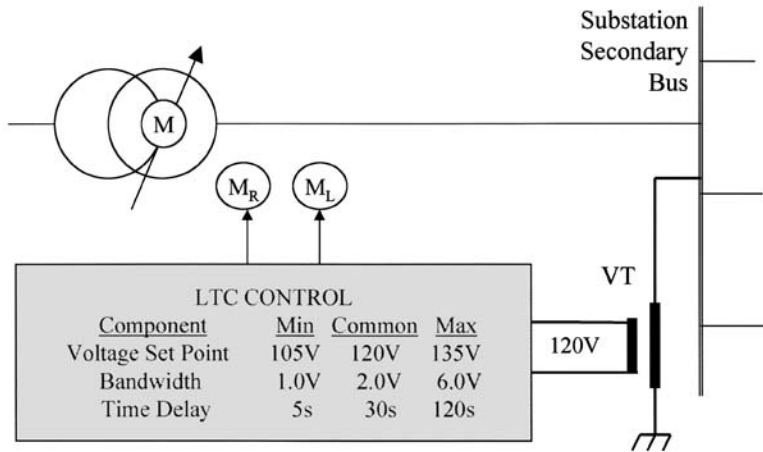 Substation
Secondary
Bus
M
M_R
M_L
VT
LTC CONTROL
Component Min Common Max
Voltage Set Point 105V 120V 135V
Bandwidth 1.0V 2.0V 6.0V
Time Delay 5s 30s 120s
120V